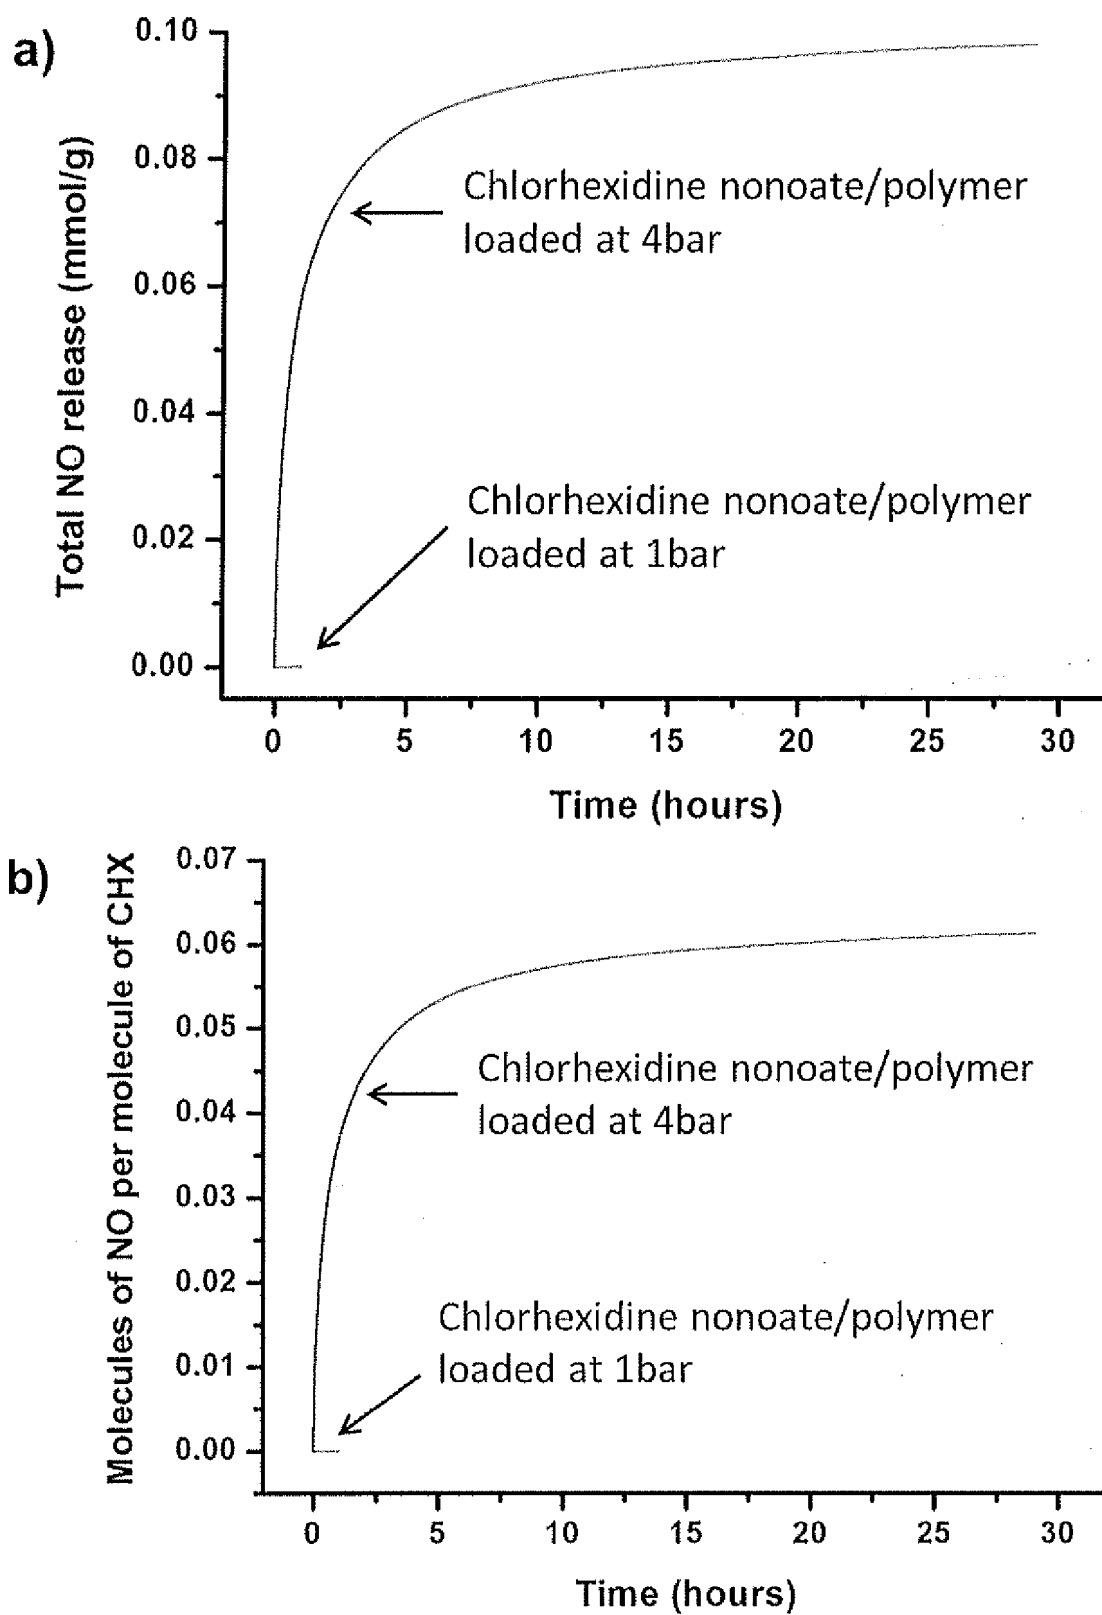 a)
Total NO release (mmol/g)
0.10
0.08
0.06
0.04
0.02
0.00
Chlorhexidine nonoate/polymer
loaded at 4bar
Chlorhexidine nonoate/polymer
loaded at 1bar
0 5 10 15 20 25 30
Time (hours)
b)
Molecules of NO per molecule of CHX
0.07
0.06
0.05
0.04
0.03
0.02
0.01
0.00
Chlorhexidine nonoate/polymer
loaded at 4bar
Chlorhexidine nonoate/polymer
loaded at 1bar
0 5 10 15 20 25 30
Time (hours)